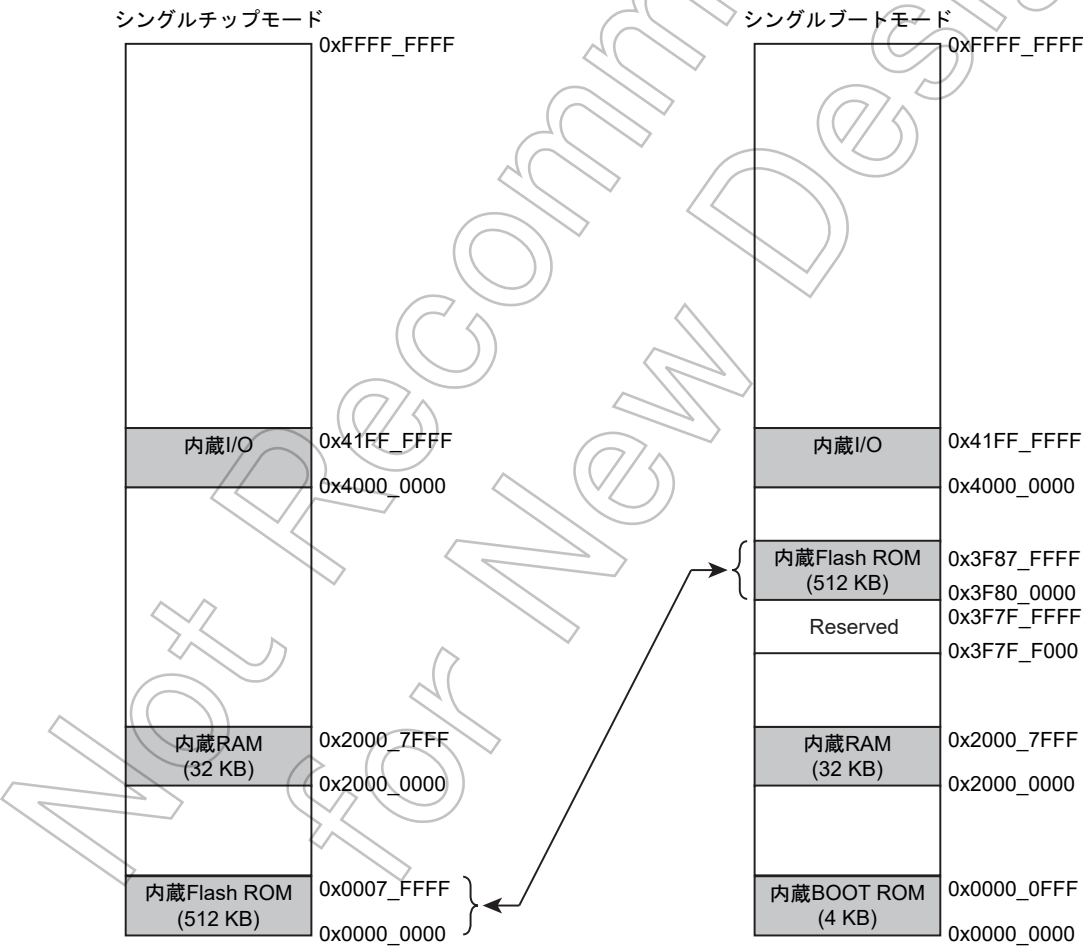 シングルチップモード
0xFFFF_FFFF
内蔵I/O
0x41FF_FFFF
0x4000_0000
内蔵RAM
(32 KB)
0x2000_7FFF
0x2000_0000
内蔵Flash ROM
(512 KB)
0x0007_FFFF
0x0000_0000
シングルブートモード
0xFFFF_FFFF
内蔵I/O
0x41FF_FFFF
0x4000_0000
内蔵Flash ROM
(512 KB)
0x3F87_FFFF
0x3F80_0000
Reserved
0x3F7F_FFFF
0x3F7F_F000
内蔵RAM
(32 KB)
0x2000_7FFF
0x2000_0000
内蔵BOOT ROM
(4 KB)
0x0000_0FFF
0x0000_0000
Not Recomm
for New Desi